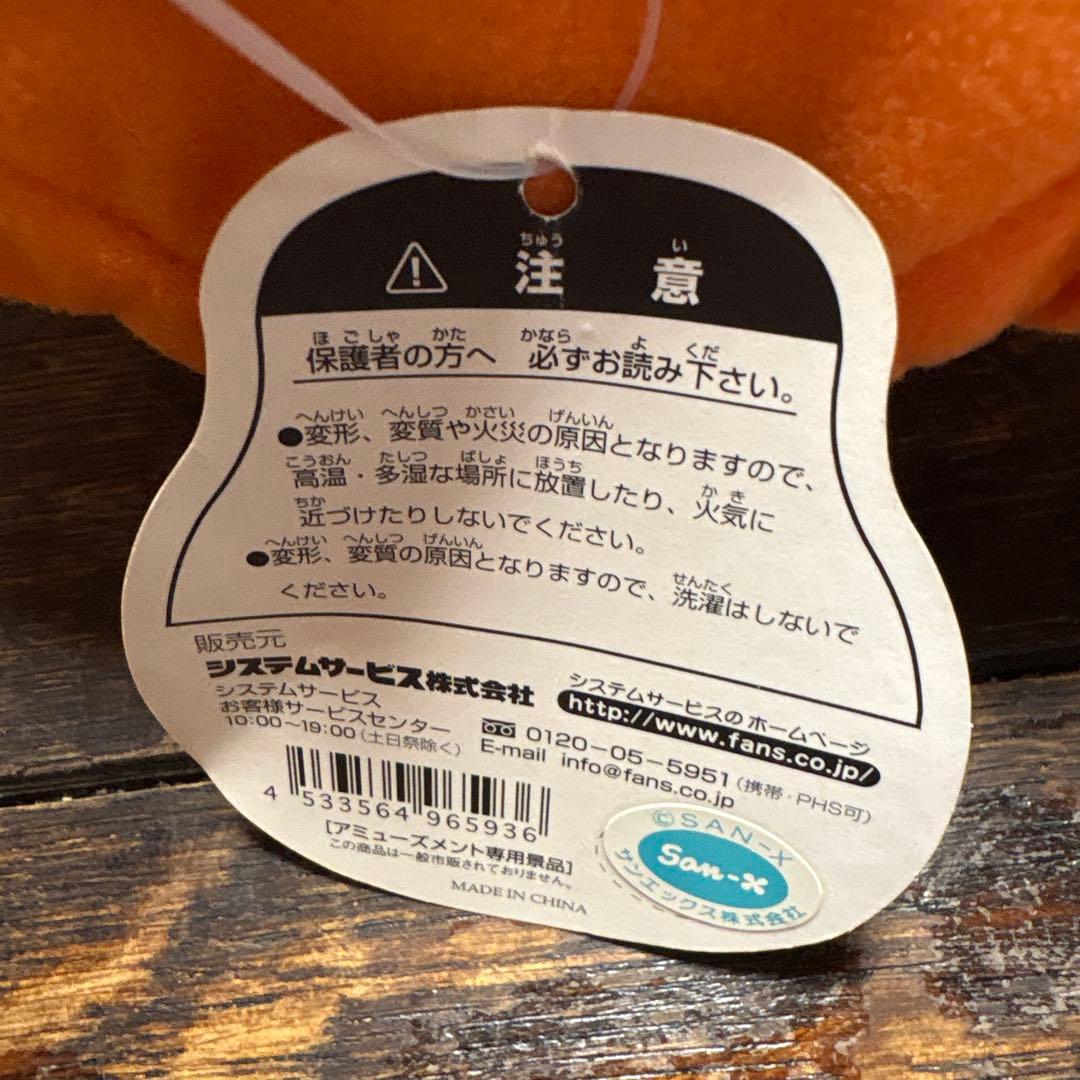 注意
保護者の方へ 必ずお読み下さい。
●変形、変質や火災の原因となりますので、
高温・多湿な場所に放置したり、火気に
近づけたりしないでください。
●変形、変質の原因となりますので、洗濯はしないで
ください。
販売元
システムサービス株式会社
システムサービス
お客様サービスセンター
10:00〜19:00(土日祭除く)
システムサービスの ホームページ
http://www.fans.co.jp/
0120-05-5951(携帯・PHS可)
E-mail info@fans.co.jp
4 533564 965936
[アミューズメント専用景品]
この商品は一般市販されておりません。
MADE IN CHINA
©SAN-X
San-x
サンエックス株式会社